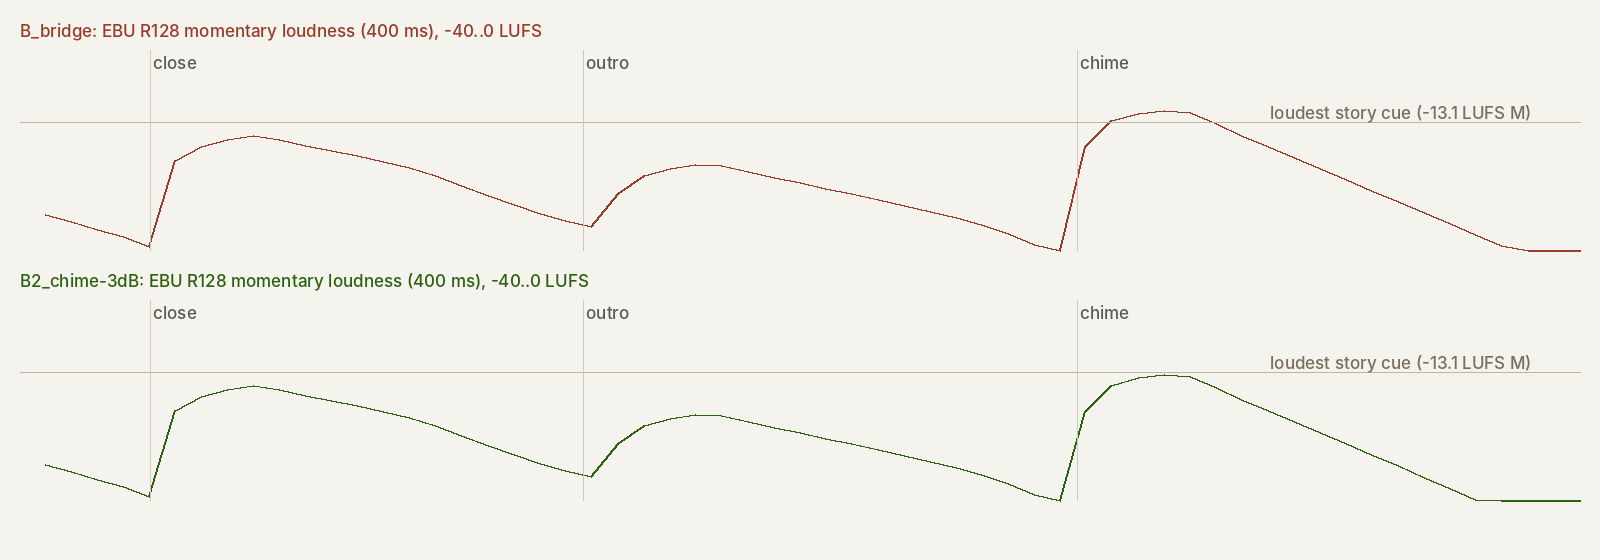 B_bridge: EBU R128 momentary loudness (400 ms), -40..0 LUFS
close
outro
chime
loudest story cue (-13.1 LUFS M)
B2_chime-3dB: EBU R128 momentary loudness (400 ms), -40..0 LUFS
close
outro
chime
loudest story cue (-13.1 LUFS M)